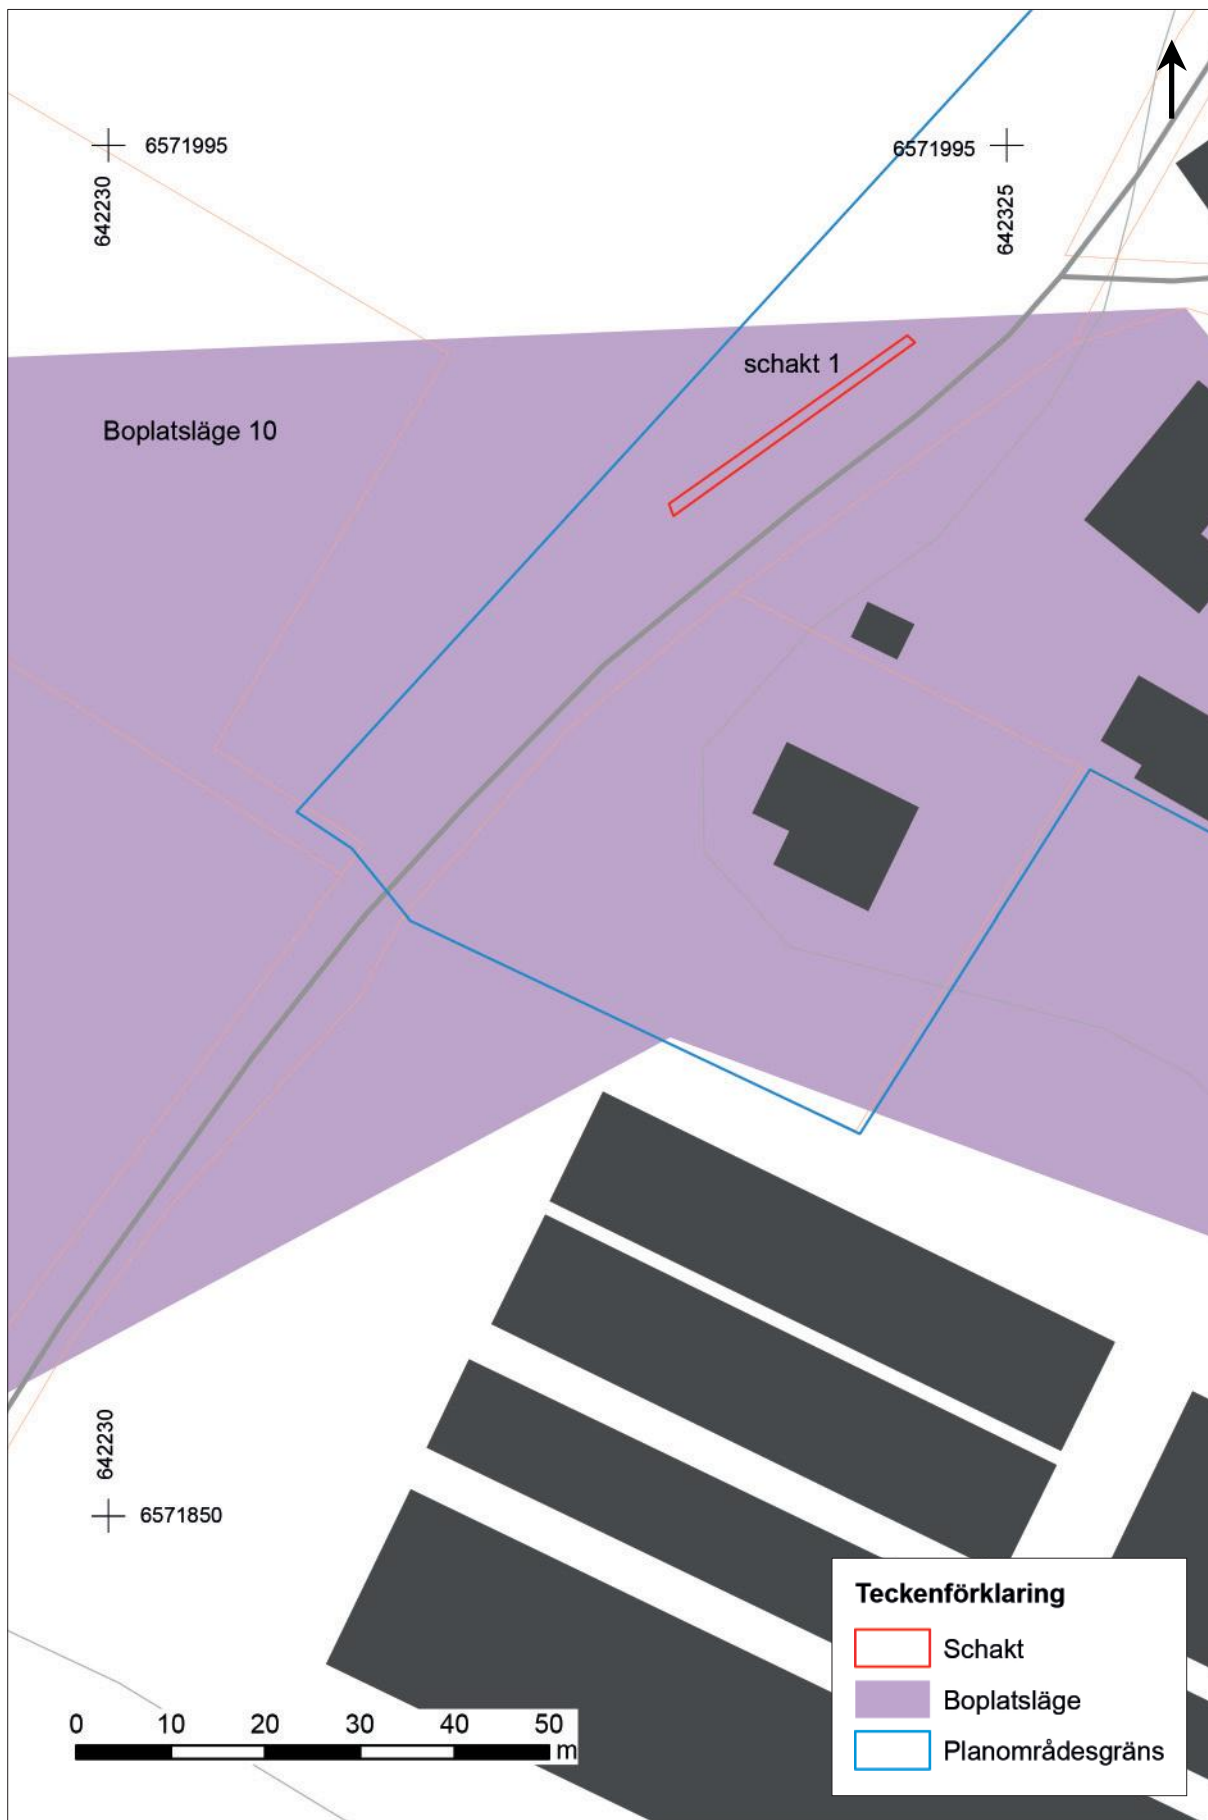 6571995
6571995
642230
642325
schakt 1
Boplatsläge 10
642230
6571850
Teckenförklaring
Schakt
Boplatsläge
Planområdesgräns
0 10 20 30 40 50
m